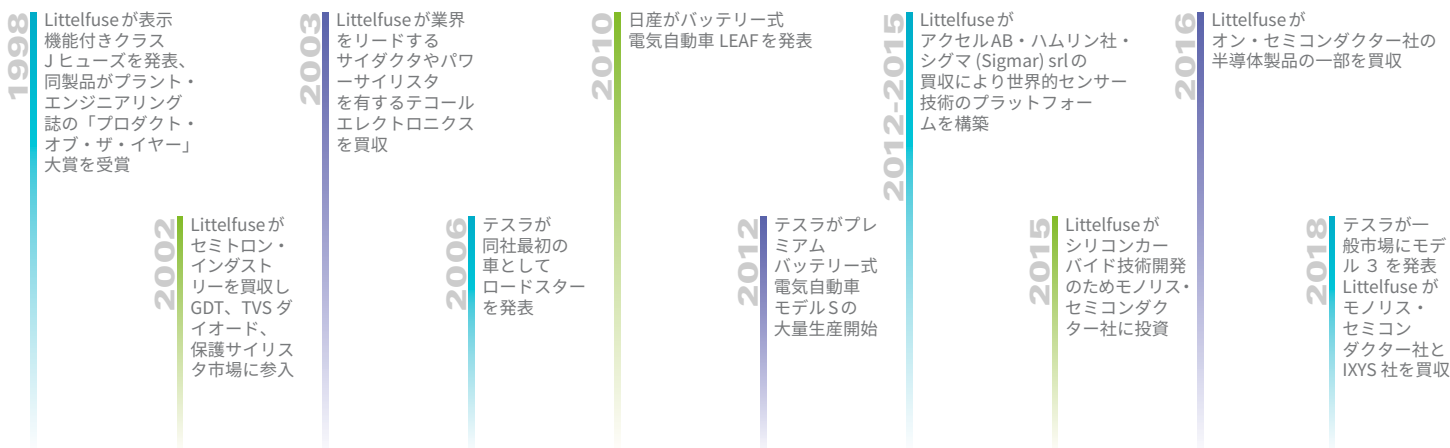 1998
Littelfuseが表示
機能付きクラス
J ヒューズを発表、
同製品がプラント・
エンジニアリング
誌の「プロダクト・
オブ・ザ・イヤー」
大賞を受賞
2002
Littelfuseが
セミトロン・
インダスト
リーを買収し
GDT、TVS ダ
イオード、
保護サイリス
タ市場に参入
2003
Littelfuseが業界
をリードする
サイダクタやパワ
ーサイリスタ
を有するテコール
エレクトロニクス
を買収
2006
テスラが
同社最初の
車として
ロードスター
を発表
2010
日産がバッテリー式
電気自動車 LEAFを発表
2012
テスラがプレ
ミアム
バッテリー式
電気自動車
モデルSの
大量生産開始
2012-2015
Littelfuseが
アクセルAB・ハムリン社・
シグマ (Sigmar) srlの
買収により世界的センサー
技術のプラットフォー
ムを構築
2015
Littelfuseが
シリコンカー
バイド技術開発
のためモノリス・
セミコンダク
ター社に投資
2016
Littelfuseが
オン・セミコンダクター社の
半導体製品の一部を買収
2018
テスラが一
般市場にモデ
ル 3 を発表
Littelfuse が
モノリス・
セミコン
ダクター社と
IXYS 社を買収